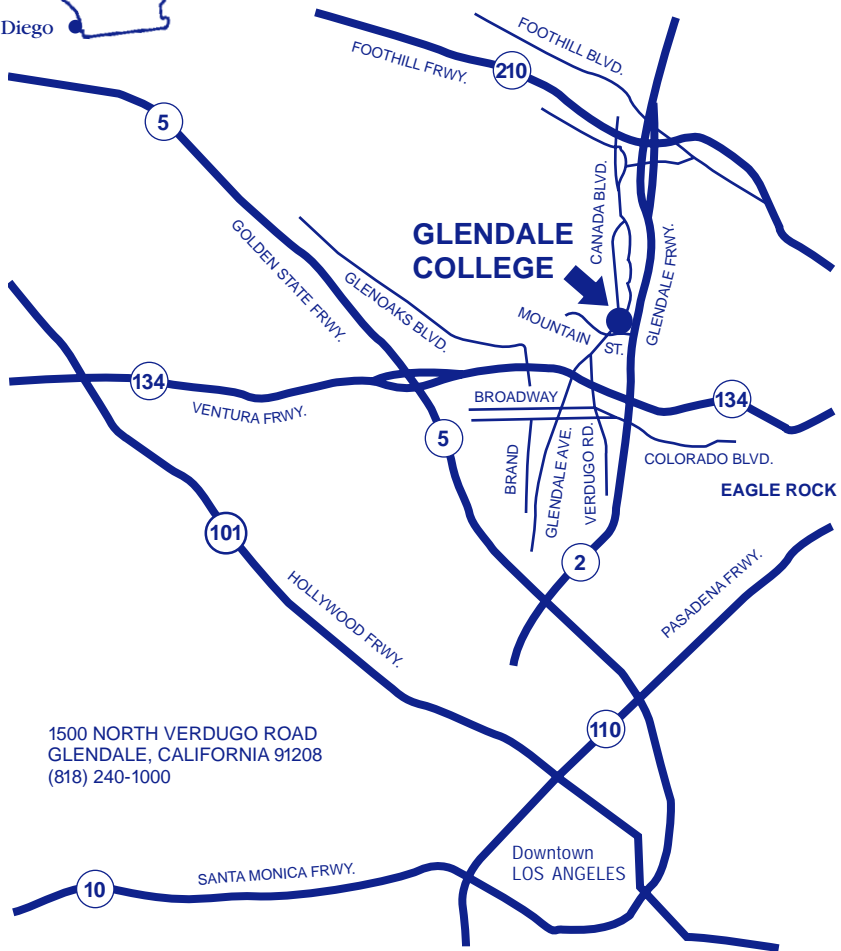 Diego
FOOTHILL BLVD.
FOOTHILL FRWY.
210
5
CANADA BLVD.
GLENDALE
COLLEGE
GOLDEN STATE FRWY.
GLENOAKS BLVD.
GLENDALE FRWY.
MOUNTAIN
ST.
134
VENTURA FRWY.
BROADWAY
134
5
BRAND
GLENDALE AVE.
VERDUGO RD.
COLORADO BLVD.
EAGLE ROCK
101
2
HOLLYWOOD FRWY.
PASADENA FRWY.
1500 NORTH VERDUGO ROAD
GLENDALE, CALIFORNIA 91208
(818) 240-1000
110
Downtown
LOS ANGELES
SANTA MONICA FRWY.
10